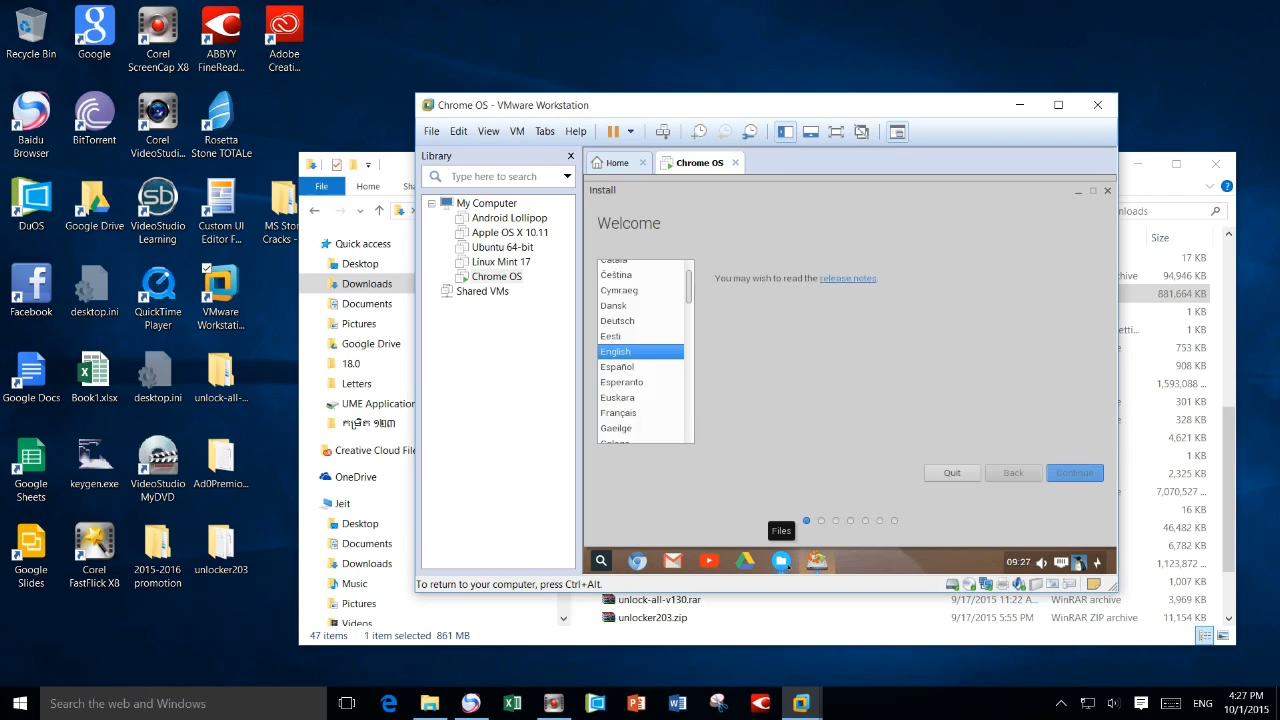 Recycle Bin
Google
Corel ScreenCap X8
ABBYY FineRead...
Adobe Creati...
Baidu Browser
BitTorrent
Corel VideoStudi...
Rosetta Stone TOTALe
DuOS
Google Drive
VideoStudio Learning
Custom UI Editor F...
MS Stor Cracks -
Facebook
desktop.ini
QuickTime Player
VMware Workstati...
Google Docs
Book1.xlsx
desktop.ini
unlock-all-...
Google Sheets
keygen.exe
VideoStudio MyDVD
Ad0Premio...
Google Slides
Corel FastFlick X8
2015-2016 promotion
unlocker203
File
Home
Sha
Quick access
Desktop
Downloads
Documents
Pictures
Google Drive
18.0
Letters
UME Application
កម្រិត ១២៣
Creative Cloud File
OneDrive
Jeit
Desktop
Documents
Downloads
Music
Pictures
Videos
47 items
1 item selected 861 MB
Chrome OS - VMware Workstation
File
Edit
View
VM
Tabs
Help
Library
Type here to search
My Computer
Android Lollipop
Apple OS X 10.11
Ubuntu 64-bit
Linux Mint 17
Chrome OS
Shared VMs
Home
Chrome OS
Install
Welcome
Català
Čeština
Cymraeg
Dansk
Deutsch
Eesti
English
Español
Esperanto
Euskara
Français
Gaeilge
Galego
You may wish to read the release notes.
Quit
Back
Continue
Files
09:27
To return to your computer, press Ctrl+Alt.
nloads
Size
17 KB
chive
94,946 KB
881,664 KB
1 KB
etti...
1 KB
753 KB
908 KB
1,593,088 ...
301 KB
328 KB
4,621 KB
1 KB
2,325 KB
7,070,527 ...
16 KB
46,482 KB
6,782 KB
1,123,872 ...
1,007 KB
unlock-all-v130.rar
9/17/2015 11:22 A...
WinRAR archive
3,969 KB
unlocker203.zip
9/17/2015 5:55 PM
WinRAR ZIP archive
11,154 KB
Search the web and Windows
ENG
4:27 PM
10/1/2015